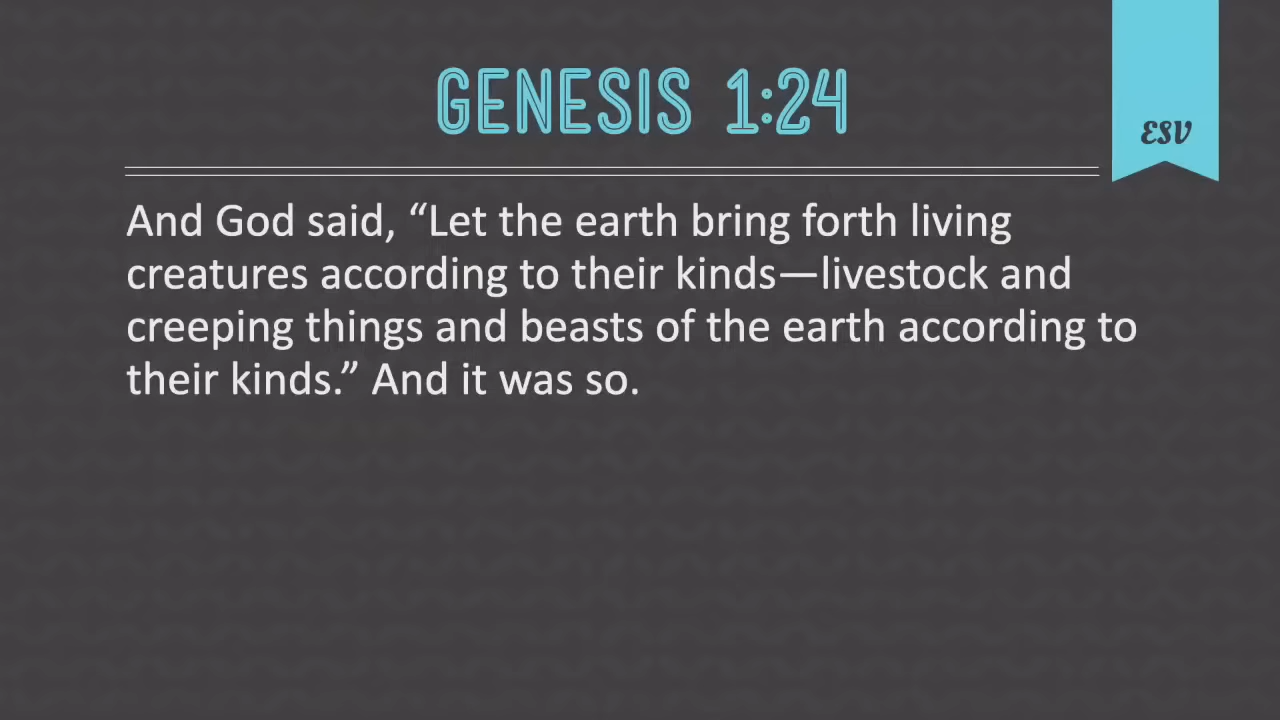 GENESIS 1:24
ESV
And God said, “Let the earth bring forth living
creatures according to their kinds—livestock and
creeping things and beasts of the earth according to
their kinds.” And it was so.